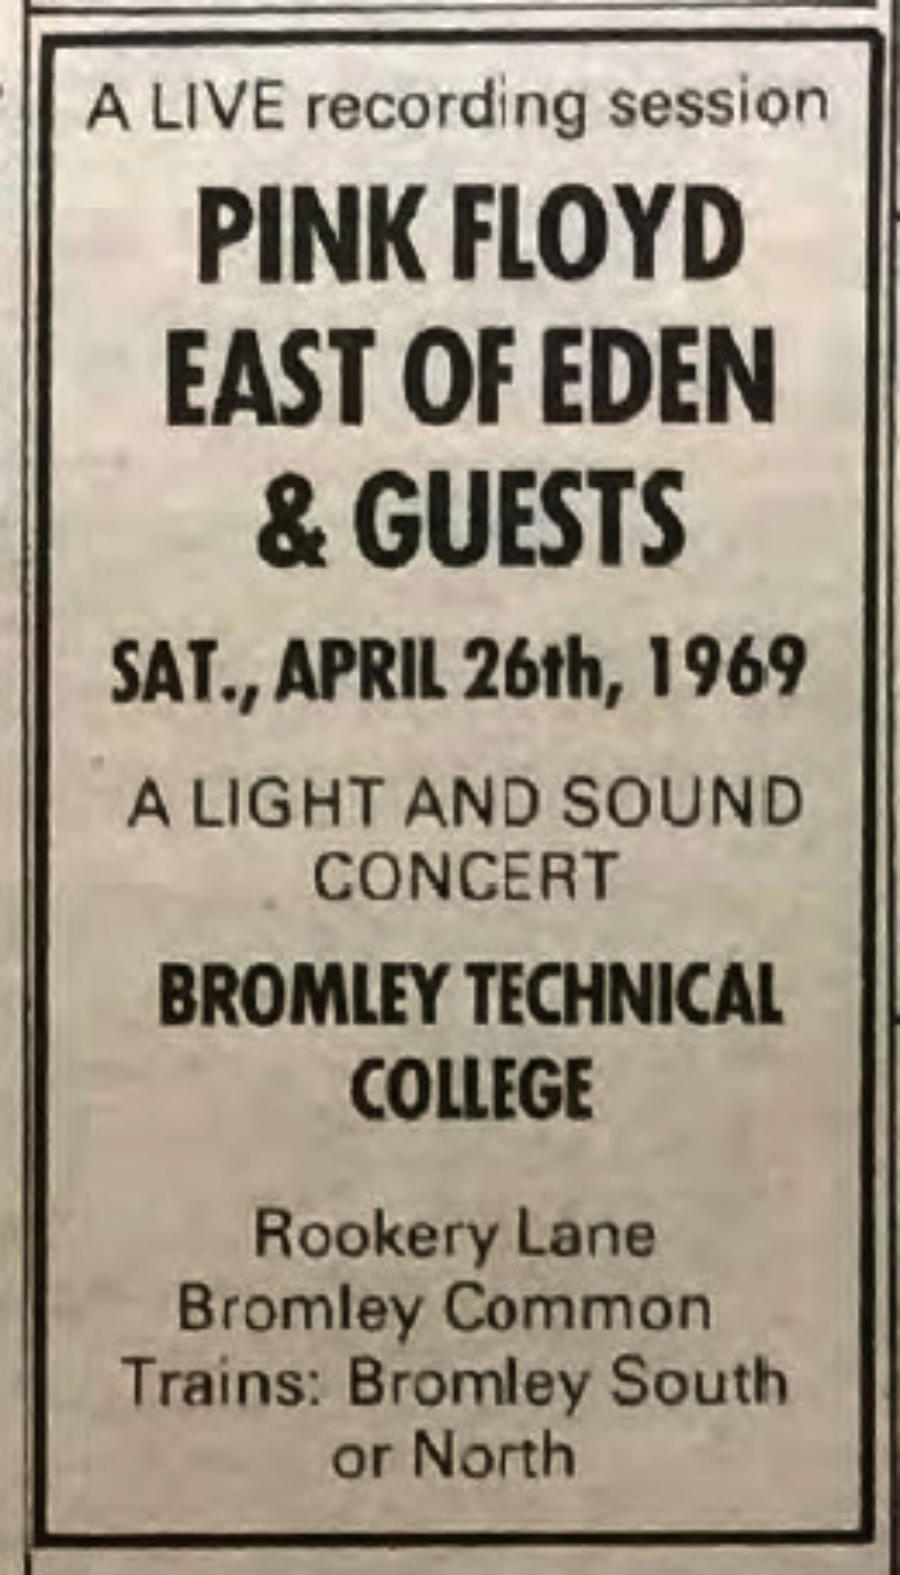 A LIVE recording session
PINK FLOYD
EAST OF EDEN
& GUESTS
SAT., APRIL 26th, 1969
A LIGHT AND SOUND
CONCERT
BROMLEY TECHNICAL
COLLEGE
Rookery Lane
Bromley Common
Trains: Bromley South
or North